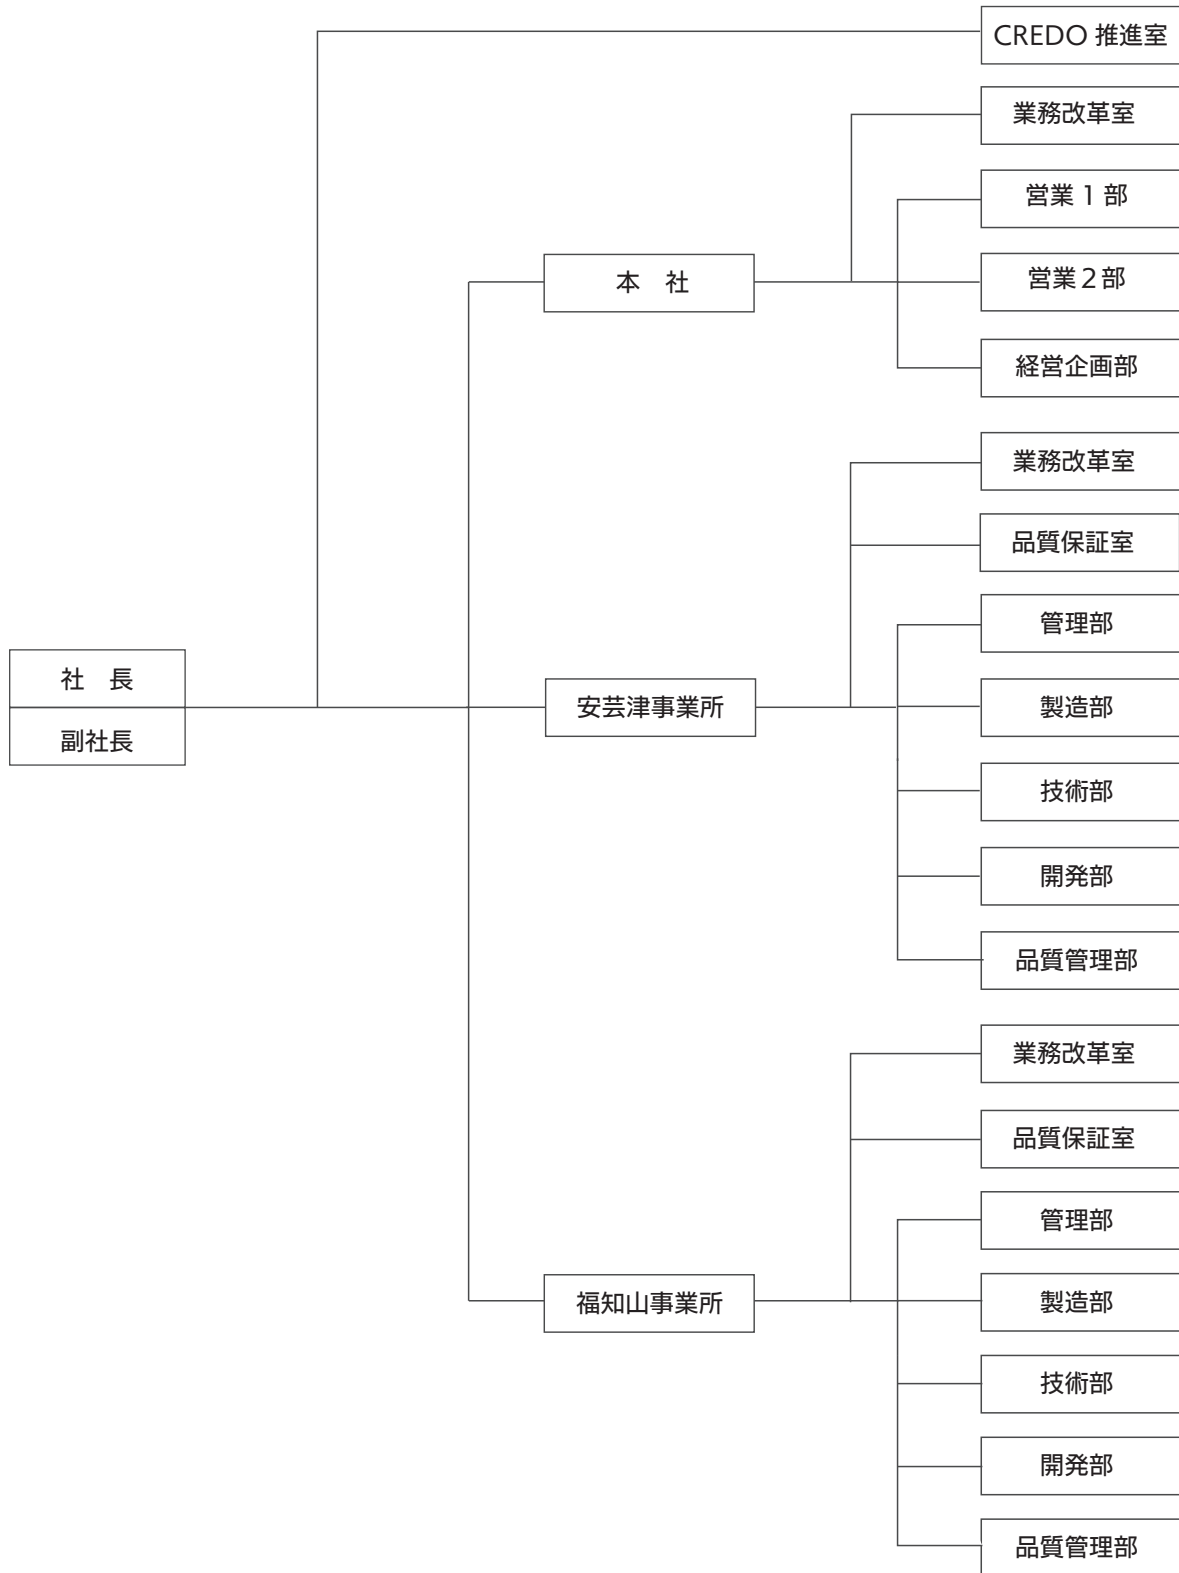 CREDO 推進室
業務改革室
営業 1 部
営業２部
本　社
経営企画部
業務改革室
品質保証室
管理部
社　長
安芸津事業所
製造部
副社長
技術部
開発部
品質管理部
業務改革室
品質保証室
管理部
福知山事業所
製造部
技術部
開発部
品質管理部